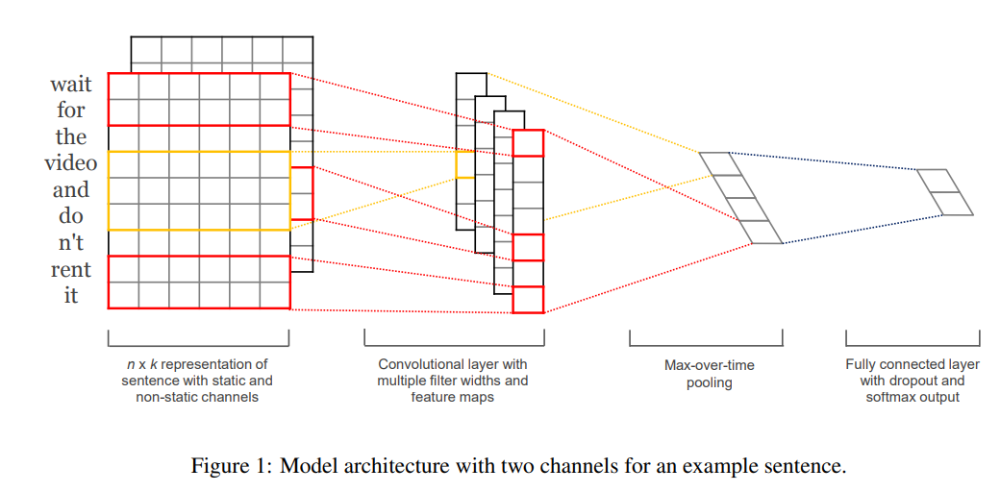 wait
for
the
video
and
do
n't
rent
it
n x k representation of
sentence with static and
non-static channels
Convolutional layer with
multiple filter widths and
feature maps
Max-over-time
pooling
Fully connected layer
with dropout and
softmax output
Figure 1: Model architecture with two channels for an example sentence.